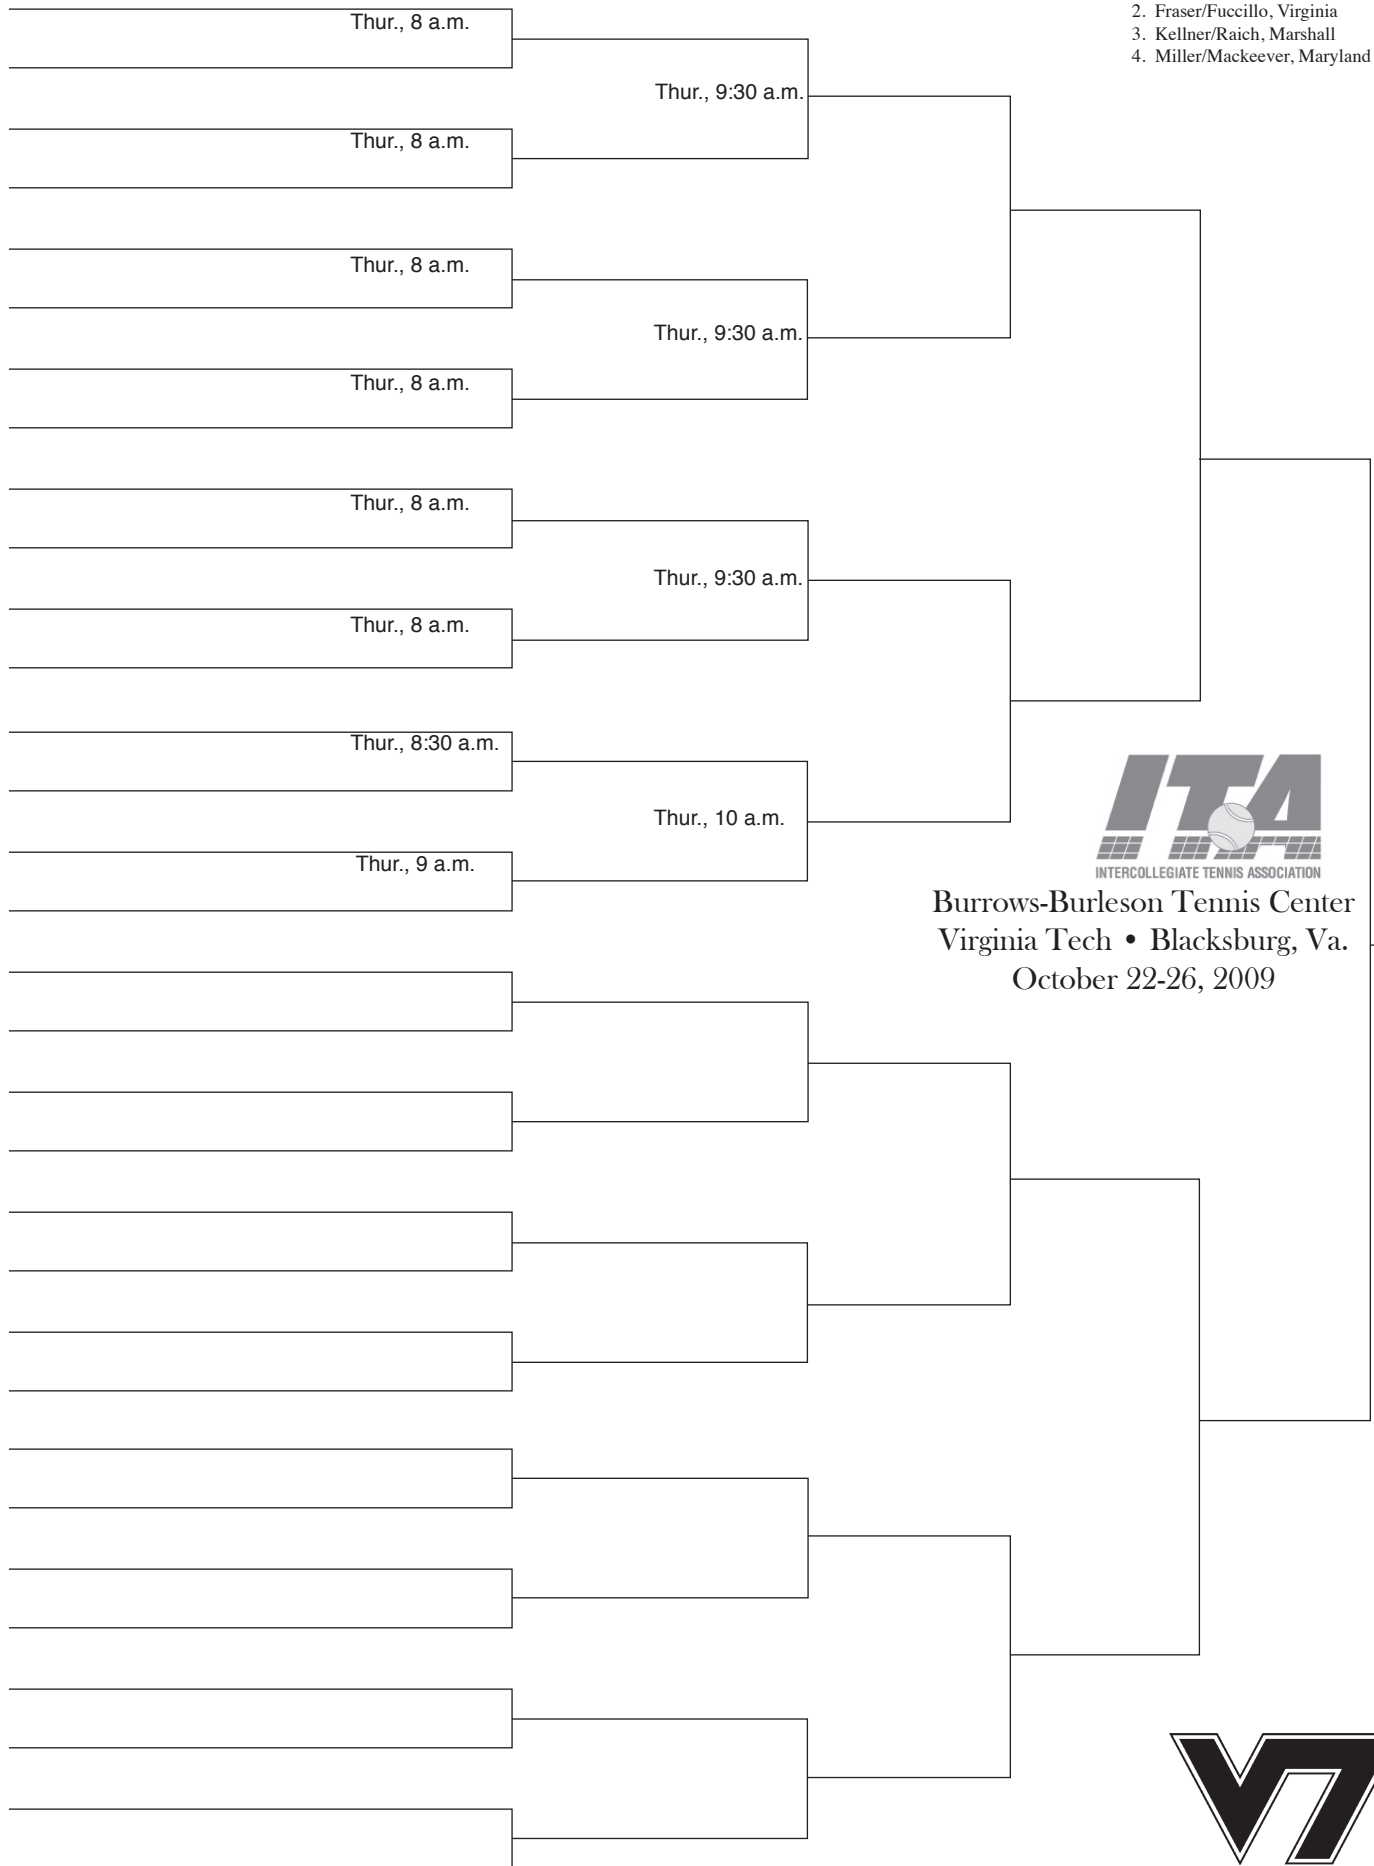 2. Fraser/Fuccillo, Virginia
3. Kellner/Raich, Marshall
4. Miller/Mackeever, Maryland
Thur., 8 a.m.
Thur., 9:30 a.m.
Thur., 8 a.m.
Thur., 8 a.m.
Thur., 9:30 a.m.
Thur., 8 a.m.
Thur., 8 a.m.
Thur., 9:30 a.m.
Thur., 8 a.m.
Thur., 8:30 a.m.
Thur., 10 a.m.
Thur., 9 a.m.
ITA
INTERCOLLEGIATE TENNIS ASSOCIATION
Burrows-Burleson Tennis Center
Virginia Tech • Blacksburg, Va.
October 22-26, 2009
VT